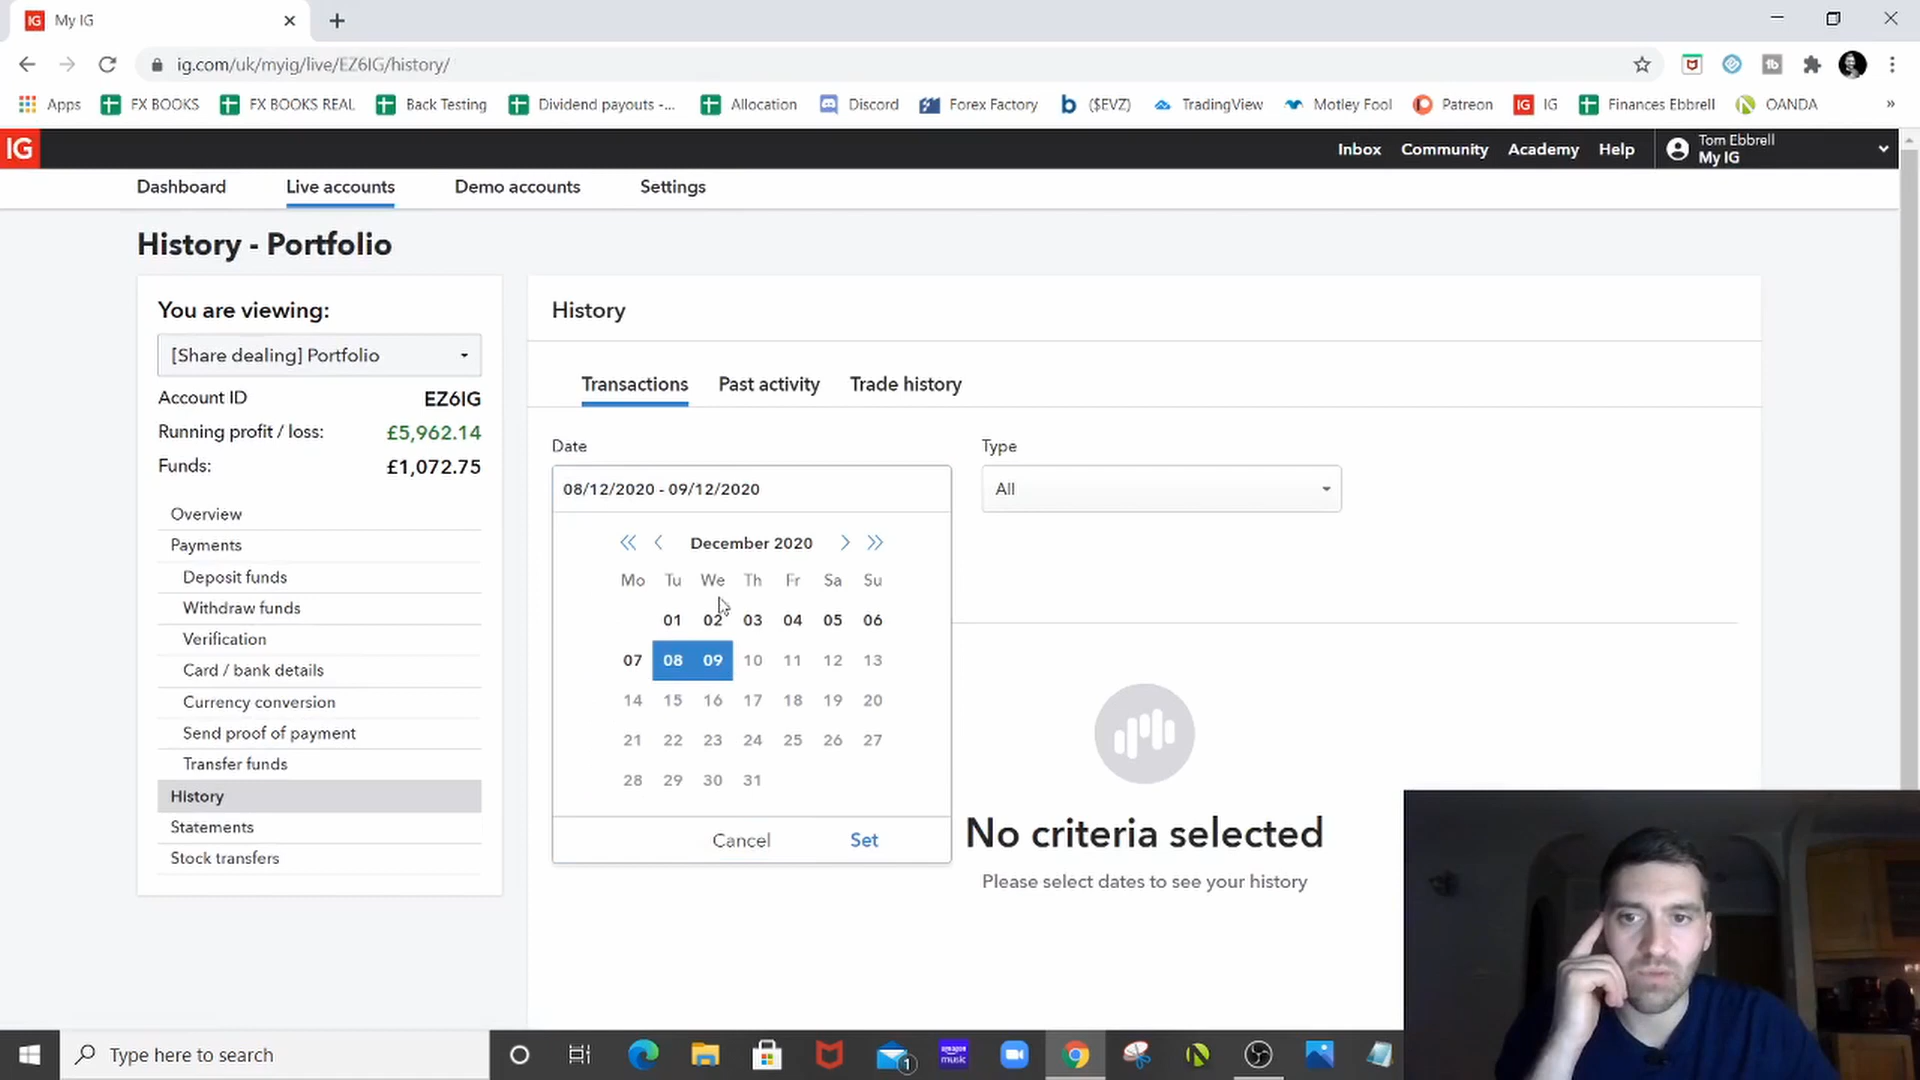 IG My IG
ig.com/uk/myig/live/EZ6IG/history/
Apps FX BOOKS FX BOOKS REAL Back Testing Dividend payouts -... Allocation Discord Forex Factory ($EVZ) TradingView Motley Fool Patreon IG IG Finances Ebbrell OANDA »
IG
Inbox Community Academy Help
Tom Ebbrell
My IG
Dashboard Live accounts Demo accounts Settings
History - Portfolio
You are viewing:
[Share dealing] Portfolio
Account ID EZ6IG
Running profit / loss: £5,962.14
Funds: £1,072.75
Overview
Payments
Deposit funds
Withdraw funds
Verification
Card / bank details
Currency conversion
Send proof of payment
Transfer funds
History
Statements
Stock transfers
History
Transactions Past activity Trade history
Date
08/12/2020 - 09/12/2020
Type
All
December 2020
Mo Tu We Th Fr Sa Su
01 02 03 04 05 06
07 08 09 10 11 12 13
14 15 16 17 18 19 20
21 22 23 24 25 26 27
28 29 30 31
Cancel Set
No criteria selected
Please select dates to see your history
Type here to search
1
amazon music